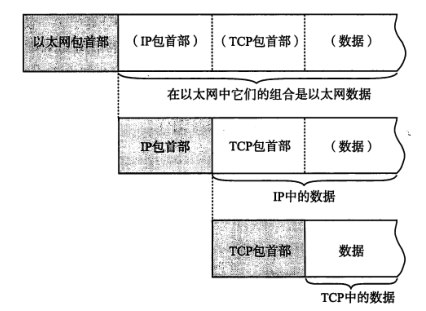 以太网包首部 （IP包首部） （TCP包首部） （数据）
在以太网中它们的组合是以太网数据
IP包首部 TCP包首部 （数据）
IP中的数据
TCP包首部 数据
TCP中的数据